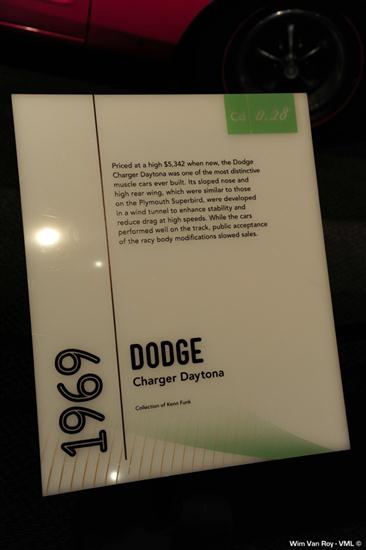 Cd 0.28
Priced at a high $5,342 when new, the Dodge
Charger Daytona was one of the most distinctive
muscle cars ever built. Its sloped nose and
high rear wing, which were similar to those
on the Plymouth Superbird, were developed
in a wind tunnel to enhance stability and
reduce drag at high speeds. While the cars
performed well on the track, public acceptance
of the racy body modifications slowed sales.
1969
DODGE
Charger Daytona
Collection of Kenn Funk
Wim Van Roy - VML ©